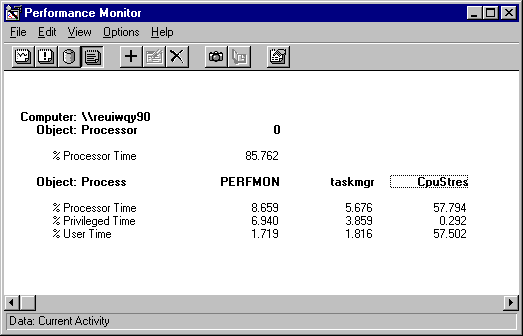 Performance Monitor
File Edit View Options Help
Computer: \\reuiwqy90
Object: Processor 0
% Processor Time 85.762
Object: Process PERFMON taskmgr CpuStres
% Processor Time 8.659 5.676 57.794
% Privileged Time 6.940 3.859 0.292
% User Time 1.719 1.816 57.502
Data: Current Activity